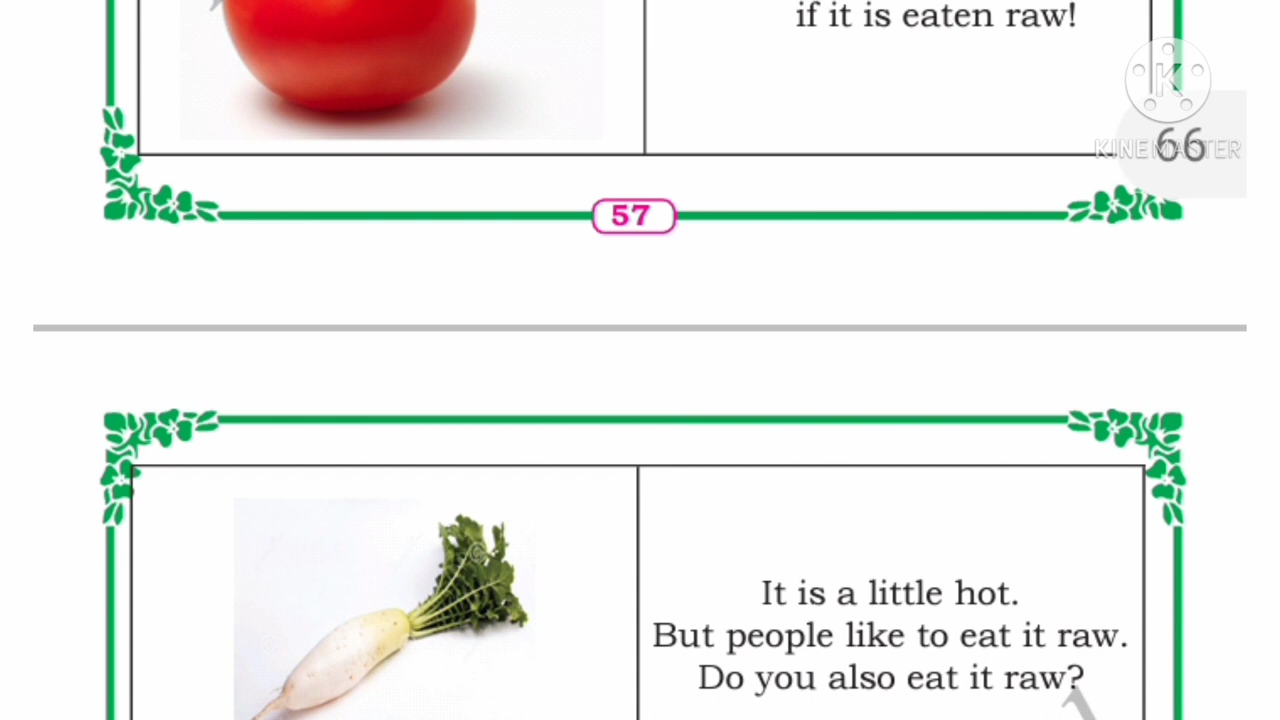 if it is eaten raw!
K
KINEMASTER
66
57
It is a little hot.
But people like to eat it raw.
Do you also eat it raw?